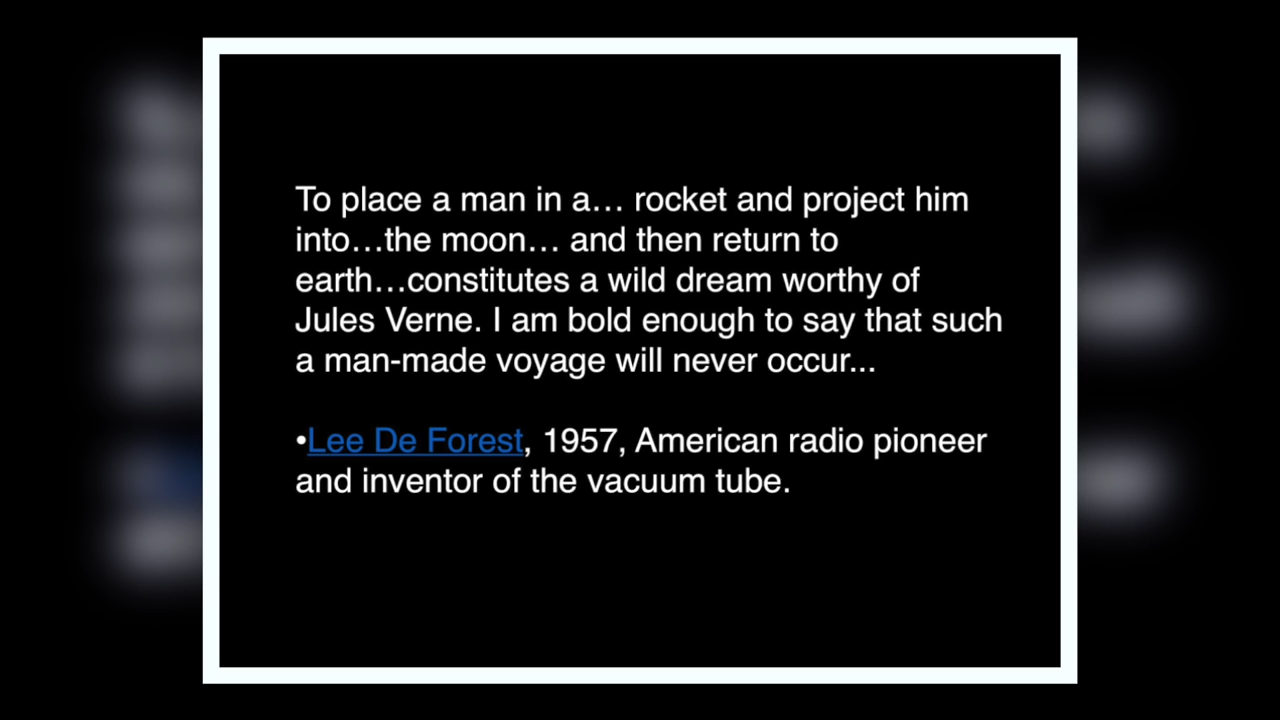 To place a man in a… rocket and project him
into…the moon… and then return to
earth…constitutes a wild dream worthy of
Jules Verne. I am bold enough to say that such
a man-made voyage will never occur...
•Lee De Forest, 1957, American radio pioneer
and inventor of the vacuum tube.